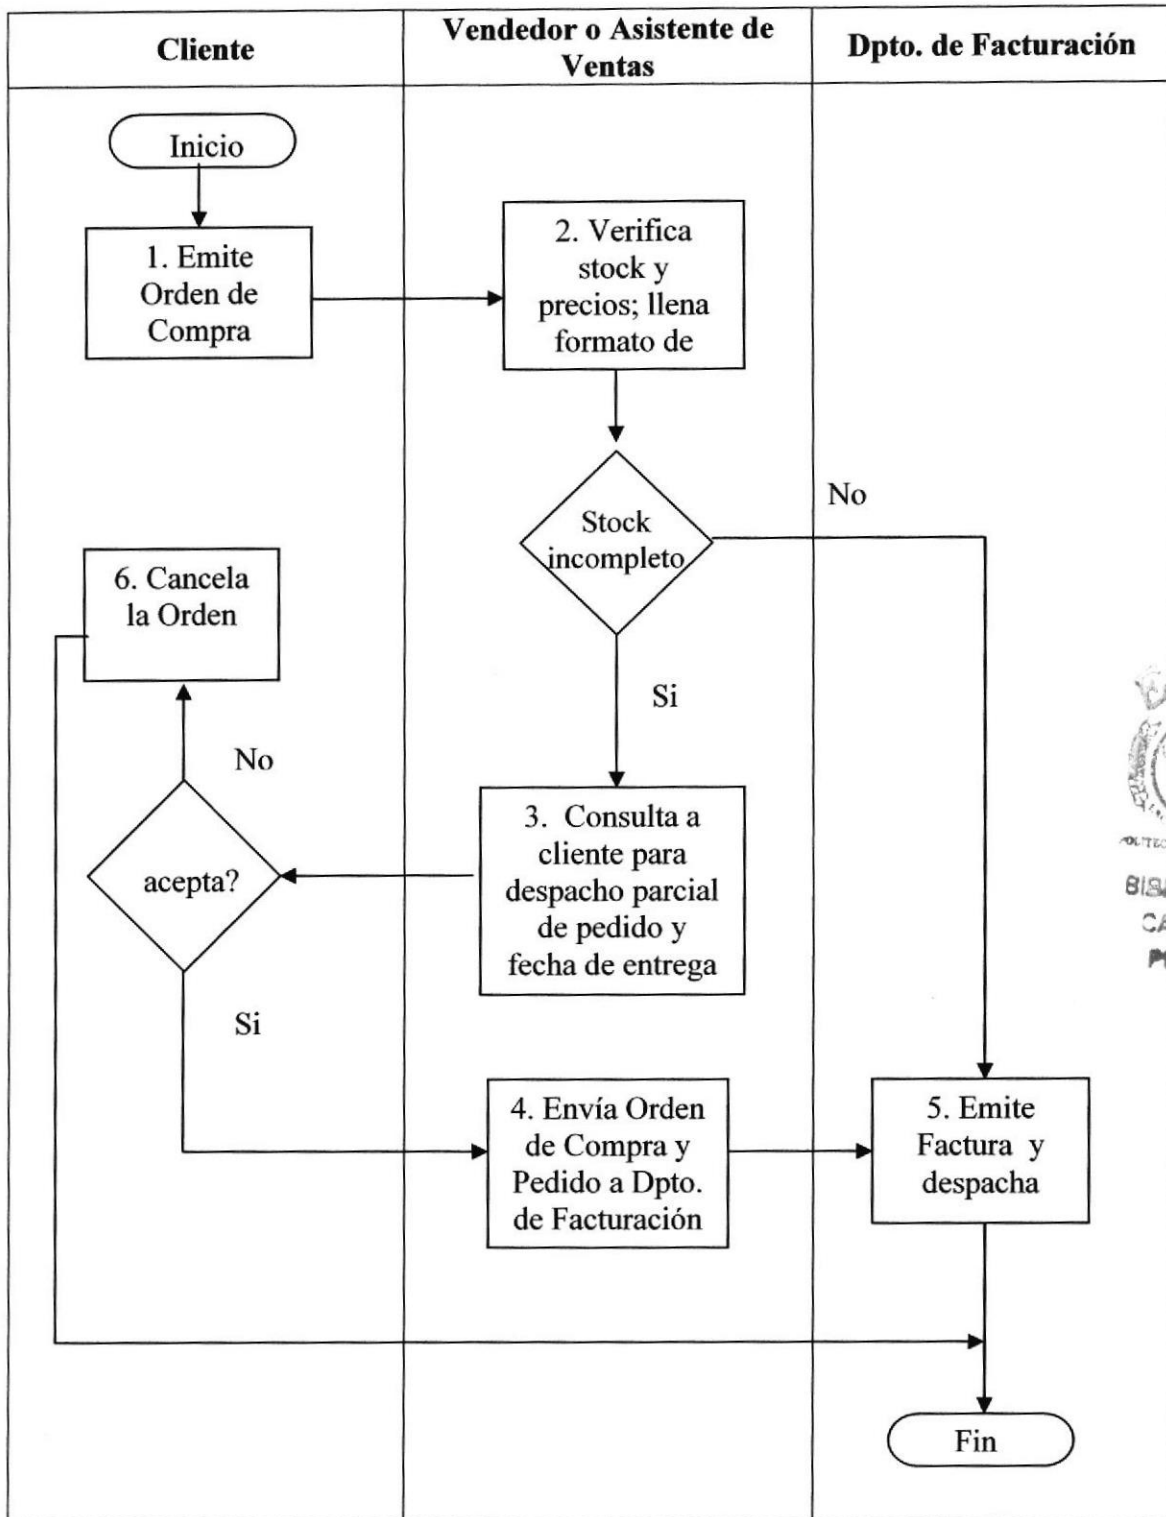 Cliente
Vendedor o Asistente de
Ventas
Dpto. de Facturación
Inicio
1. Emite
Orden de
Compra
2. Verifica
stock y
precios; llena
formato de
Stock
incompleto
No
Si
6. Cancela
la Orden
No
acepta?
Si
3. Consulta a
cliente para
despacho parcial
de pedido y
fecha de entrega
4. Envía Orden
de Compra y
Pedido a Dpto.
de Facturación
5. Emite
Factura y
despacha
Fin